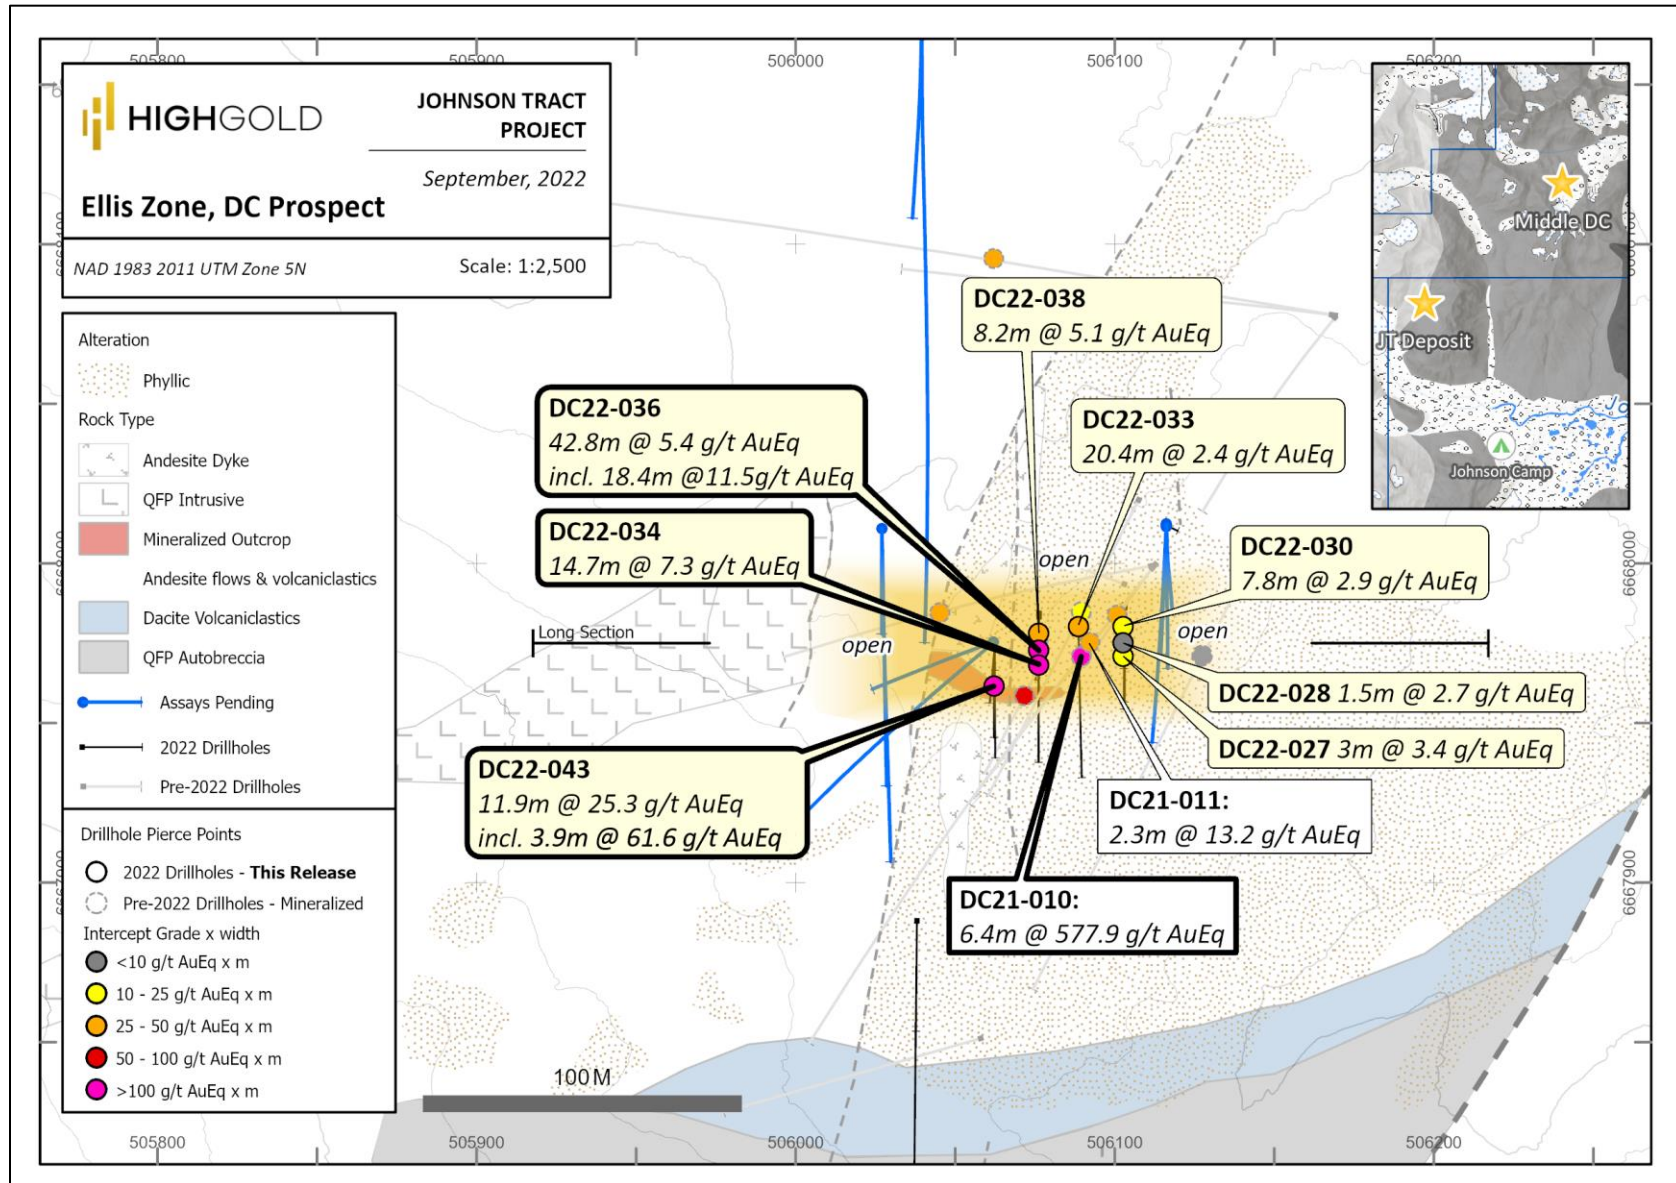 505800
505900
506000
506100
506200
HIGHGOLD
JOHNSON TRACT
PROJECT
September, 2022
Ellis Zone, DC Prospect
NAD 1983 2011 UTM Zone 5N
Scale: 1:2,500
Middle DC
JT Deposit
Johnson Camp
Alteration
Phyllic
Rock Type
Andesite Dyke
QFP Intrusive
Mineralized Outcrop
Andesite flows & volcaniclastics
Dacite Volcaniclastics
QFP Autobreccia
Assays Pending
2022 Drillholes
Pre-2022 Drillholes
Drillhole Pierce Points
2022 Drillholes - This Release
Pre-2022 Drillholes - Mineralized
Intercept Grade x width
<10 g/t AuEq x m
10 - 25 g/t AuEq x m
25 - 50 g/t AuEq x m
50 - 100 g/t AuEq x m
>100 g/t AuEq x m
DC22-038
8.2m @ 5.1 g/t AuEq
DC22-036
42.8m @ 5.4 g/t AuEq
incl. 18.4m @11.5g/t AuEq
DC22-033
20.4m @ 2.4 g/t AuEq
DC22-034
14.7m @ 7.3 g/t AuEq
open
DC22-030
7.8m @ 2.9 g/t AuEq
Long Section
open
open
DC22-028 1.5m @ 2.7 g/t AuEq
DC22-027 3m @ 3.4 g/t AuEq
DC22-043
11.9m @ 25.3 g/t AuEq
incl. 3.9m @ 61.6 g/t AuEq
DC21-011:
2.3m @ 13.2 g/t AuEq
DC21-010:
6.4m @ 577.9 g/t AuEq
6668000
6667900
100 M
505800
505900
506000
506100
506200